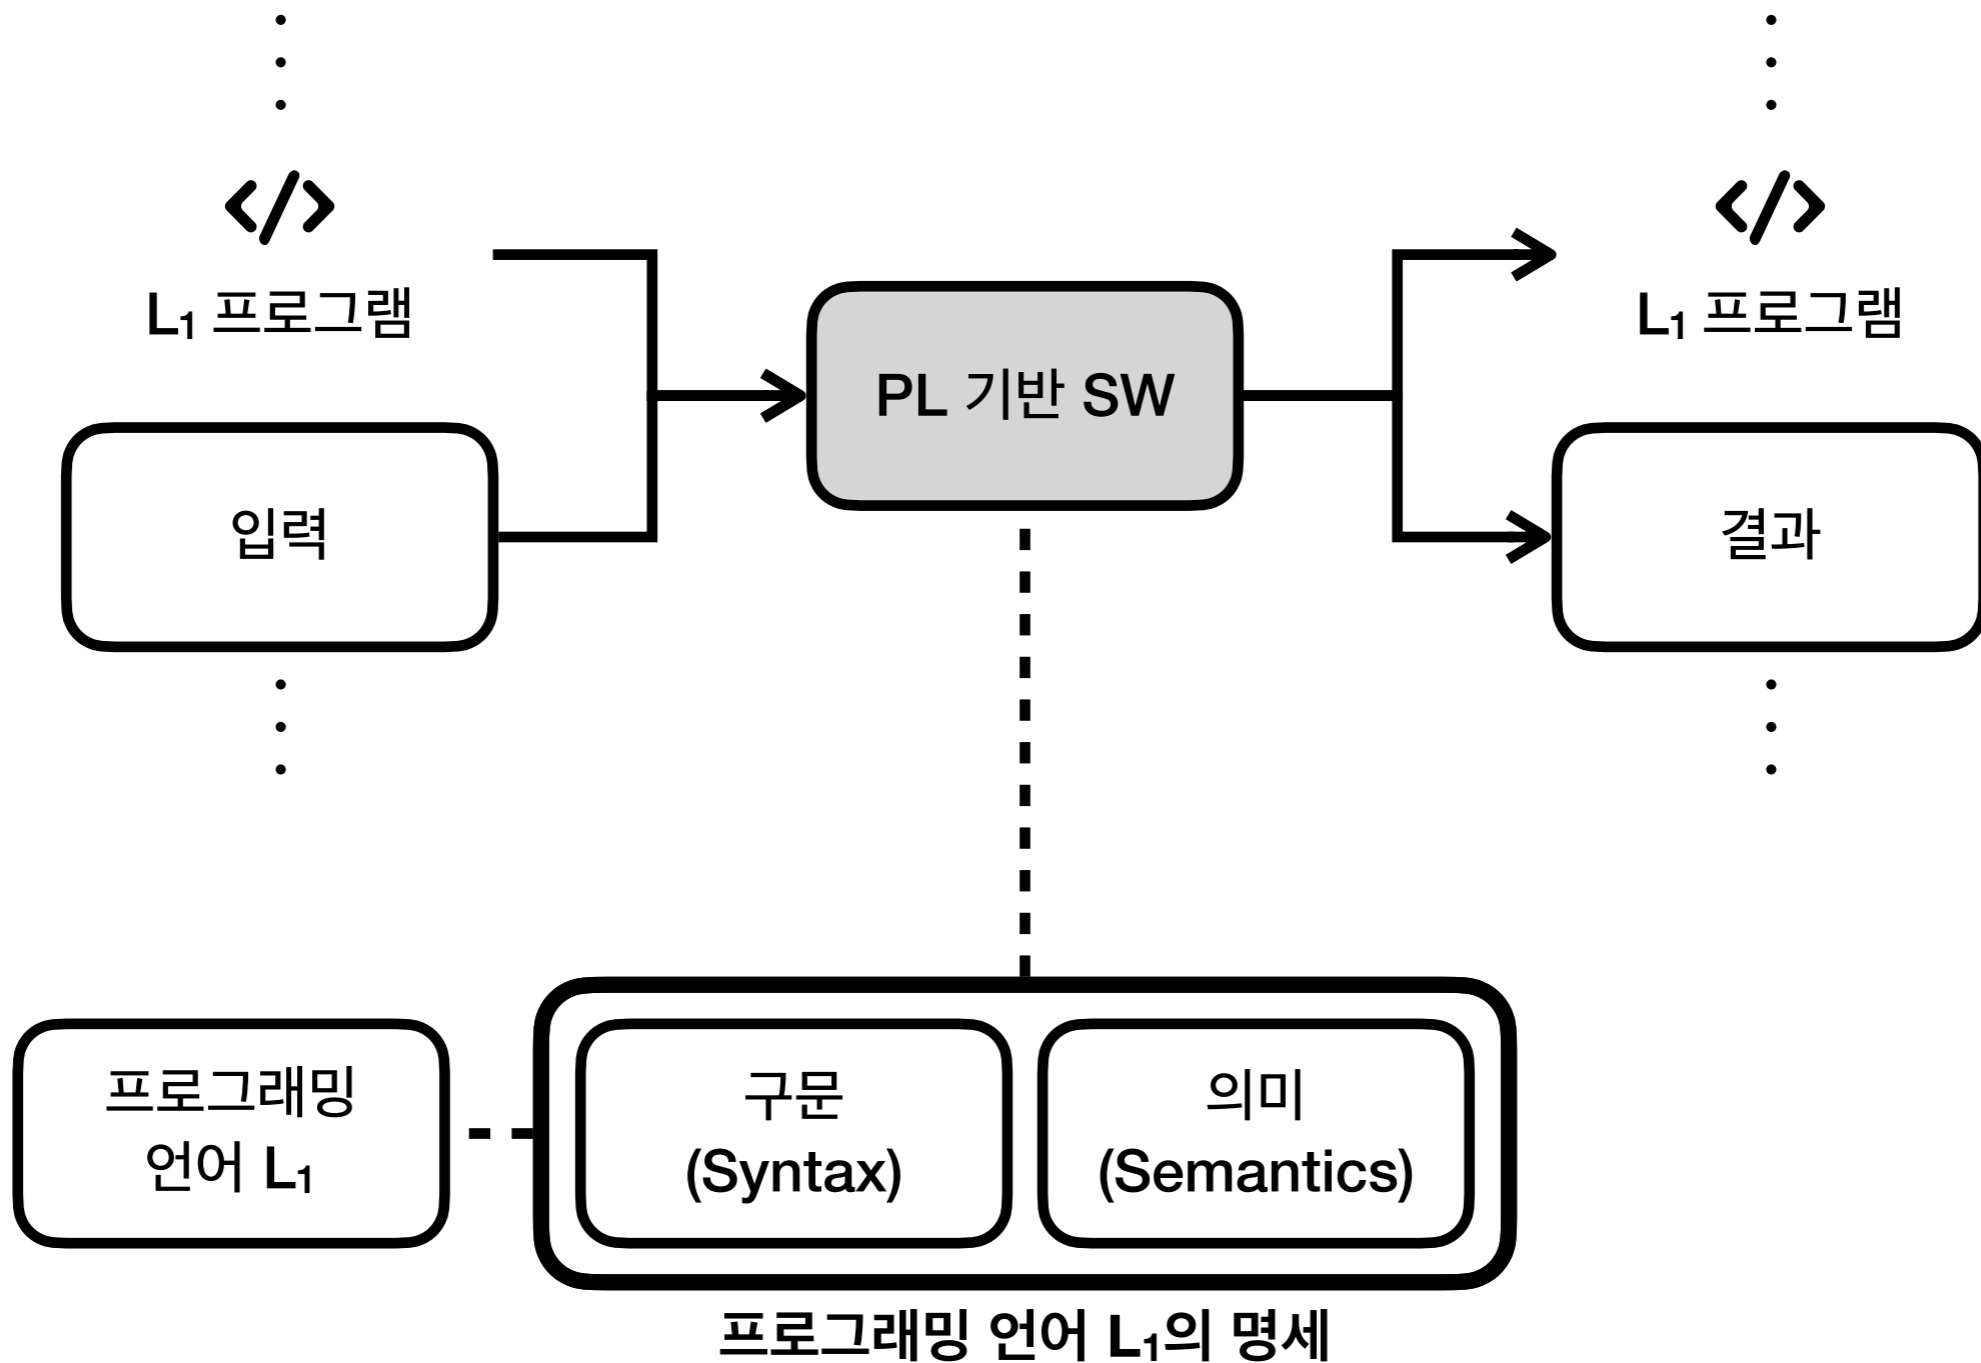 L₁ 프로그램
입력
PL 기반 SW
L₁ 프로그램
결과
프로그래밍
언어 L₁
구문
(Syntax)
의미
(Semantics)
프로그래밍 언어 L₁의 명세